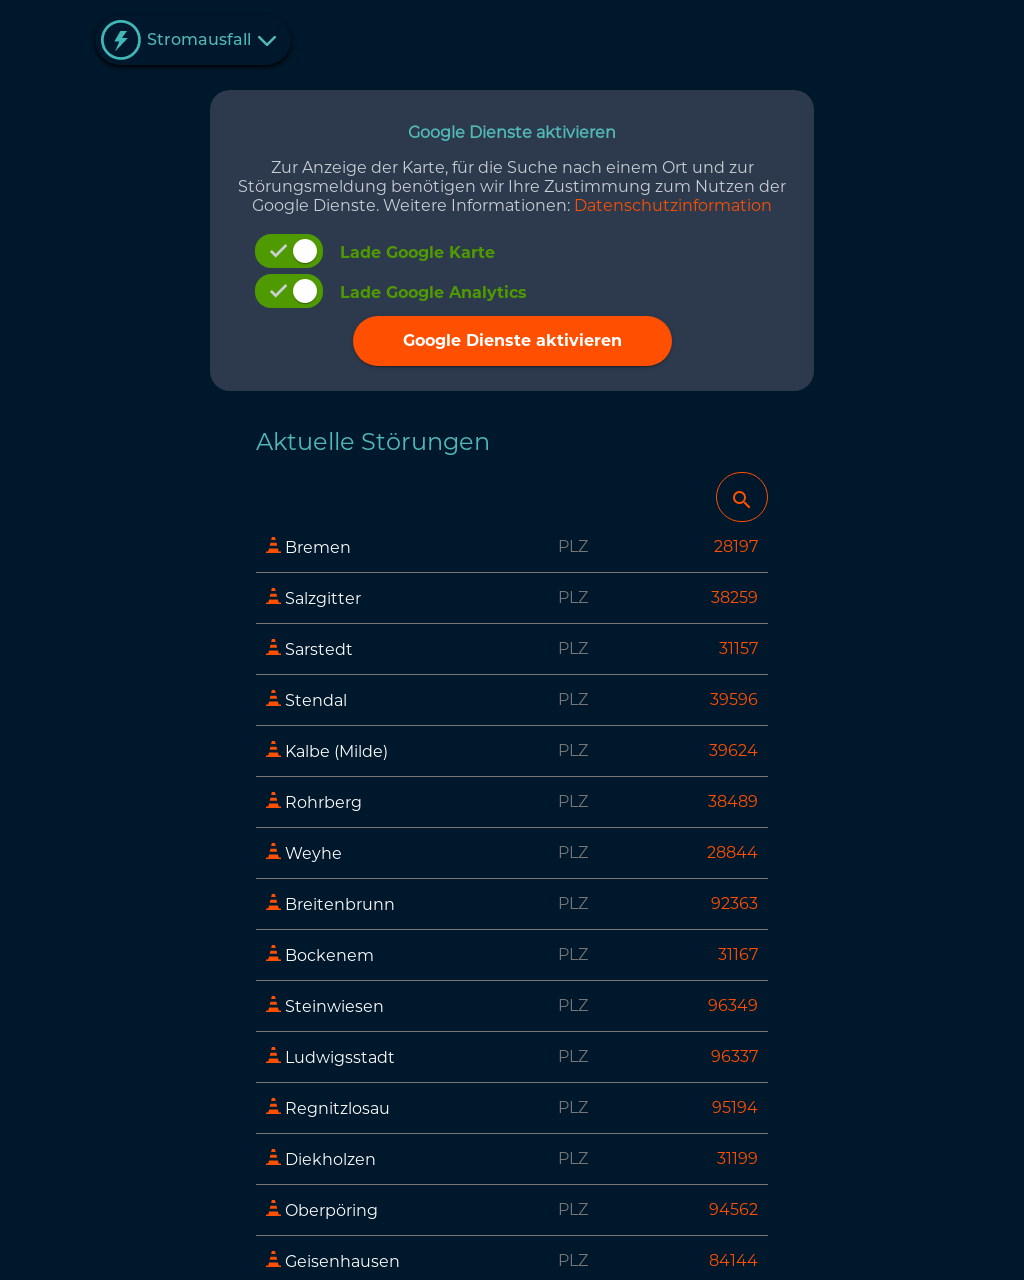 Stromausfall
Google Dienste aktivieren
Zur Anzeige der Karte, für die Suche nach einem Ort und zur
Störungsmeldung benötigen wir Ihre Zustimmung zum Nutzen der
Google Dienste. Weitere Informationen: Datenschutzinformation
Lade Google Karte
Lade Google Analytics
Google Dienste aktivieren
Aktuelle Störungen
Bremen PLZ 28197
Salzgitter PLZ 38259
Sarstedt PLZ 31157
Stendal PLZ 39596
Kalbe (Milde) PLZ 39624
Rohrberg PLZ 38489
Weyhe PLZ 28844
Breitenbrunn PLZ 92363
Bockenem PLZ 31167
Steinwiesen PLZ 96349
Ludwigsstadt PLZ 96337
Regnitzlosau PLZ 95194
Diekholzen PLZ 31199
Oberpöring PLZ 94562
Geisenhausen PLZ 84144